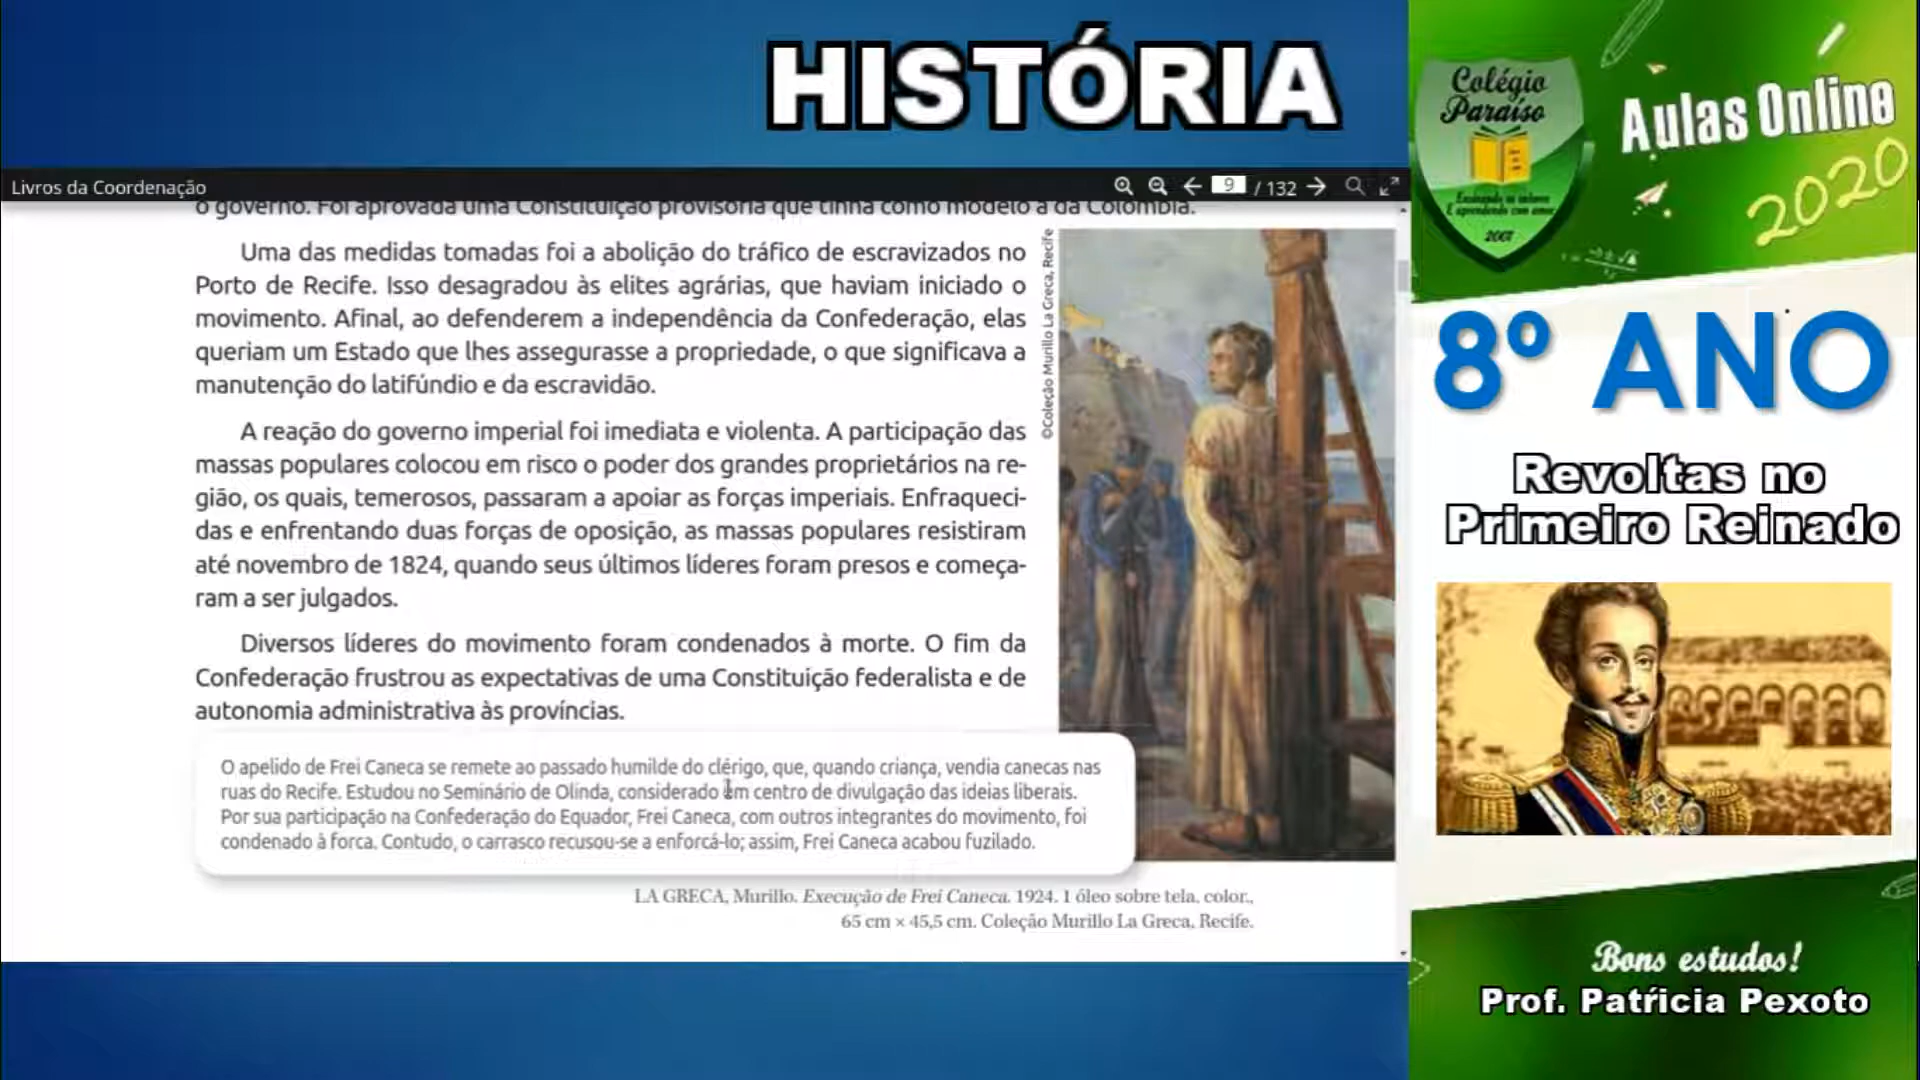 HISTÓRIA
Livros da Coordenação
9 / 132
o governo. Foi aprovada uma Constituição provisória que tinha como modelo a da Colômbia.
Uma das medidas tomadas foi a abolição do tráfico de escravizados no
Porto de Recife. Isso desagradou às elites agrárias, que haviam iniciado o
movimento. Afinal, ao defenderem a independência da Confederação, elas
queriam um Estado que lhes assegurasse a propriedade, o que significava a
manutenção do latifúndio e da escravidão.
A reação do governo imperial foi imediata e violenta. A participação das
massas populares colocou em risco o poder dos grandes proprietários na re-
gião, os quais, temerosos, passaram a apoiar as forças imperiais. Enfraqueci-
das e enfrentando duas forças de oposição, as massas populares resistiram
até novembro de 1824, quando seus últimos líderes foram presos e começa-
ram a ser julgados.
Diversos líderes do movimento foram condenados à morte. O fim da
Confederação frustrou as expectativas de uma Constituição federalista e de
autonomia administrativa às províncias.
©Coleção Murillo La Greca, Recife
O apelido de Frei Caneca se remete ao passado humilde do clérigo, que, quando criança, vendia canecas nas
ruas do Recife. Estudou no Seminário de Olinda, considerado um centro de divulgação das ideias liberais.
Por sua participação na Confederação do Equador, Frei Caneca, com outros integrantes do movimento, foi
condenado à forca. Contudo, o carrasco recusou-se a enforcá-lo; assim, Frei Caneca acabou fuzilado.
LA GRECA, Murillo. Execução de Frei Caneca. 1924. 1 óleo sobre tela, color.,
65 cm × 45,5 cm. Coleção Murillo La Greca, Recife.
Colégio
Paraíso
Ensinando os saberes
E aprendendo com amor
2007
Aulas Online
2020
8º ANO
Revoltas no
Primeiro Reinado
Bons estudos!
Prof. Patŕicia Pexoto